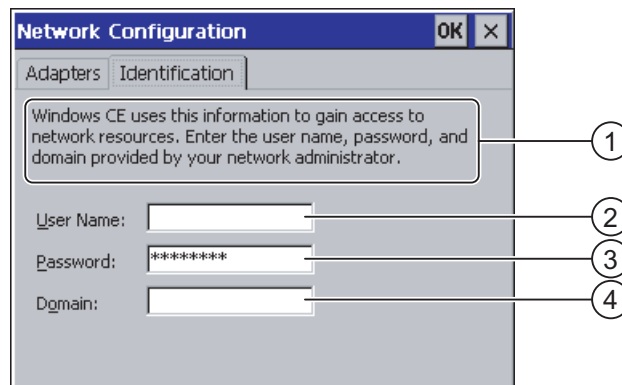 Network Configuration OK ×
Adapters Identification
Windows CE uses this information to gain access to
network resources. Enter the user name, password, and
domain provided by your network administrator.
1
User Name: 2
Password: ******** 3
Domain: 4